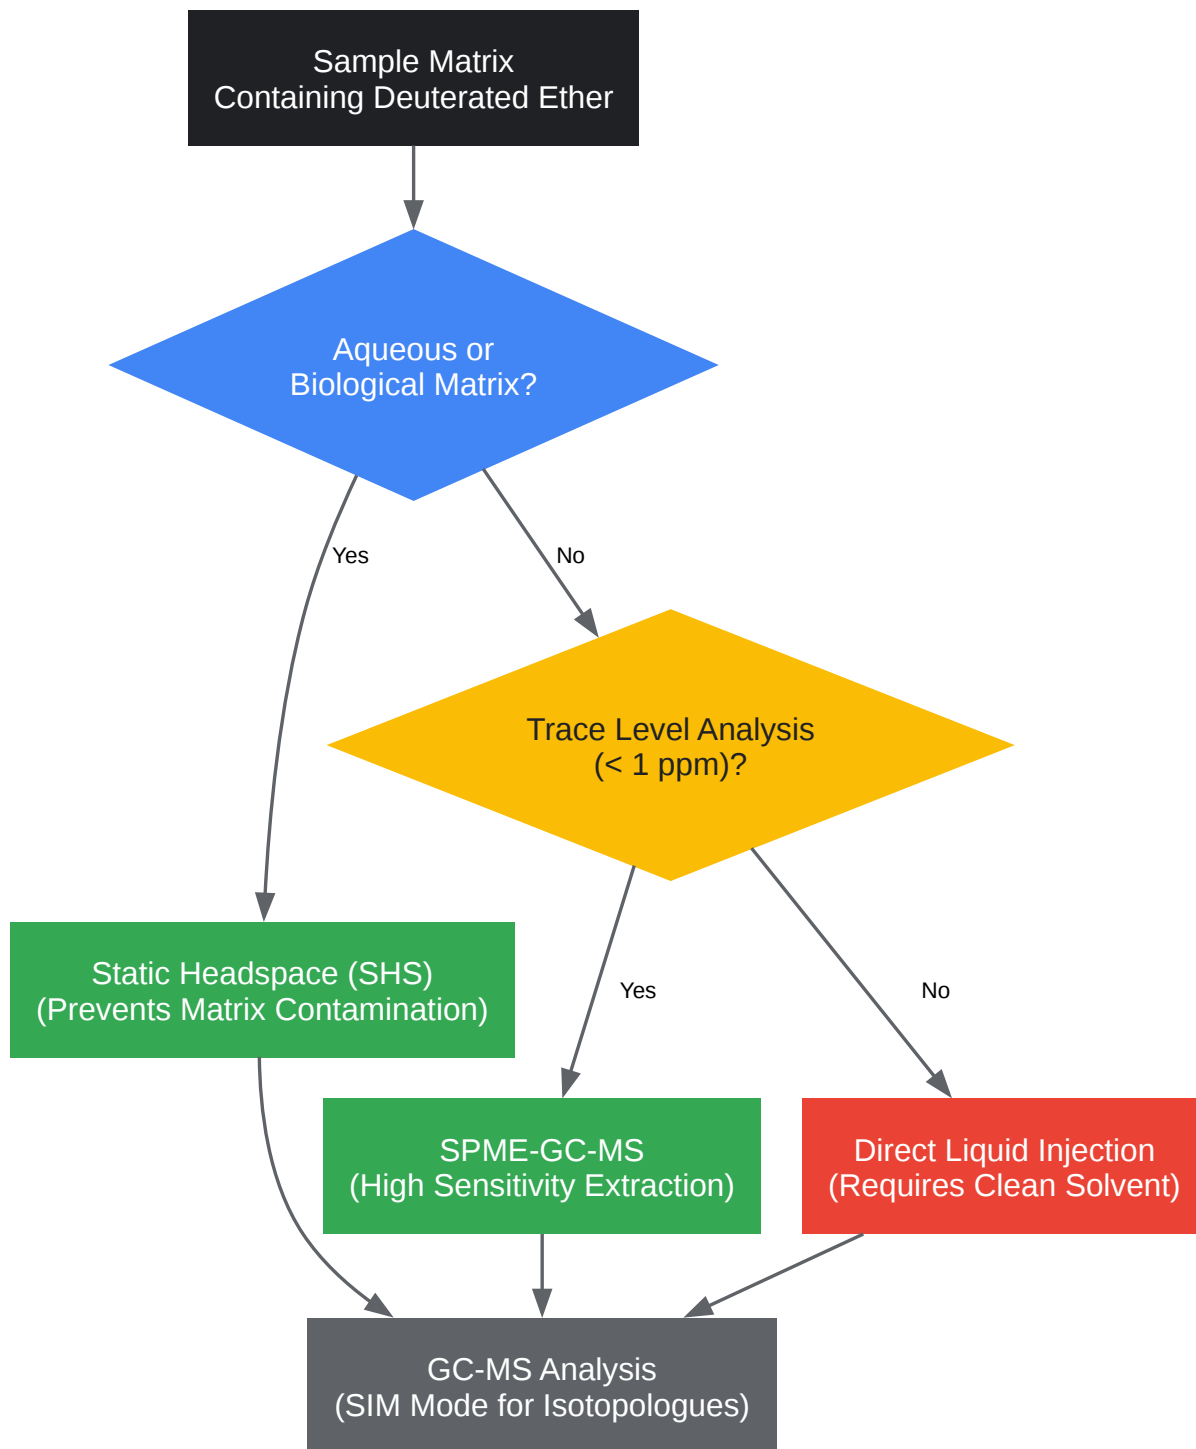 Sample Matrix
Containing Deuterated Ether
Aqueous or
Biological Matrix?
Yes
No
Trace Level Analysis
(< 1 ppm)?
Static Headspace (SHS)
(Prevents Matrix Contamination)
Yes
No
SPME-GC-MS
(High Sensitivity Extraction)
Direct Liquid Injection
(Requires Clean Solvent)
GC-MS Analysis
(SIM Mode for Isotopologues)